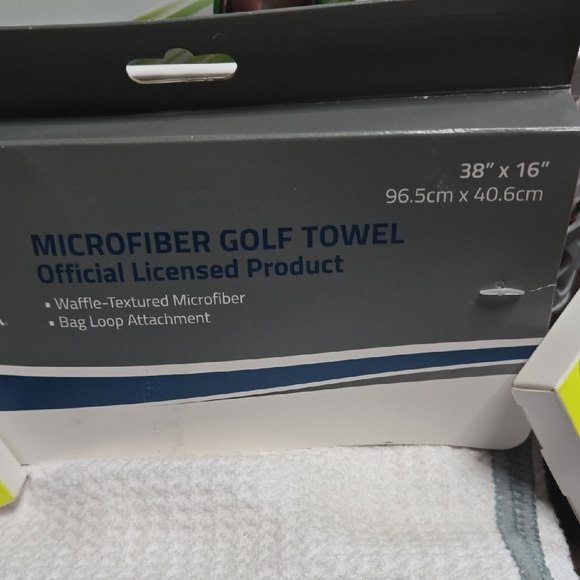 38" x 16"
96.5cm x 40.6cm
MICROFIBER GOLF TOWEL
Official Licensed Product
▪ Waffle-Textured Microfiber
▪ Bag Loop Attachment